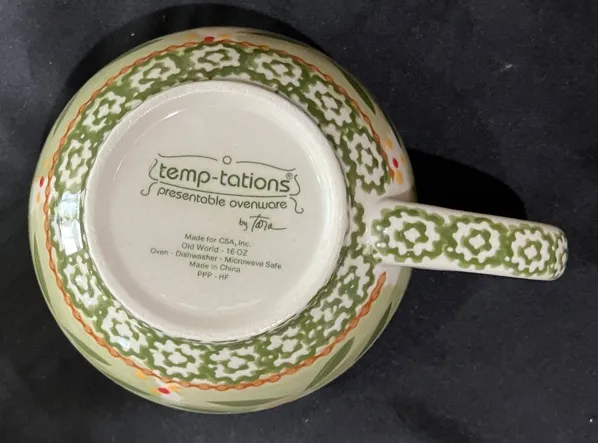 temp-tations®
presentable ovenware
by Tara
Made for CSA, Inc.
Old World - 16 OZ
Oven - Dishwasher - Microwave Safe
Made in China
PPP - HF